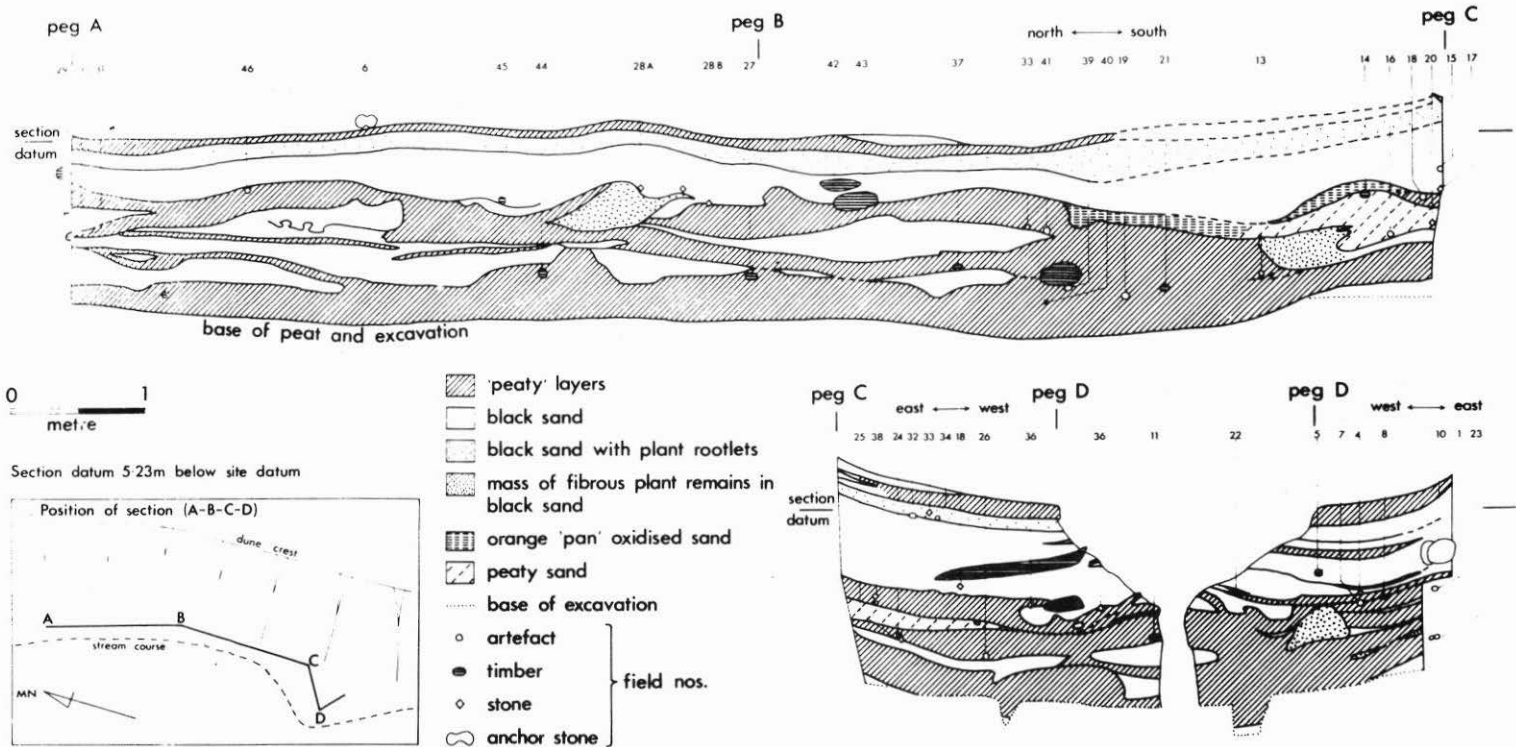 peg A
peg B
peg C
north ←→ south
46 6 45 44 28A 28B 27 42 43 37 33 41 39 40 19 21 13 14 16 18 20 15 17
section
datum
base of peat and excavation
0 1
metre
Section datum 5·23m below site datum
Position of section (A-B-C-D)
dune crest
A
B
stream course
C
D
MN
'peaty' layers
black sand
black sand with plant rootlets
mass of fibrous plant remains in
black sand
orange 'pan' oxidised sand
peaty sand
base of excavation
artefact
timber
stone
anchor stone
field nos.
peg C
peg D
peg D
east ←→ west
west ←→ east
25 38 24 32 33 34 18 26 36 36 11 22 5 7 4 8 10 1 23
section
datum